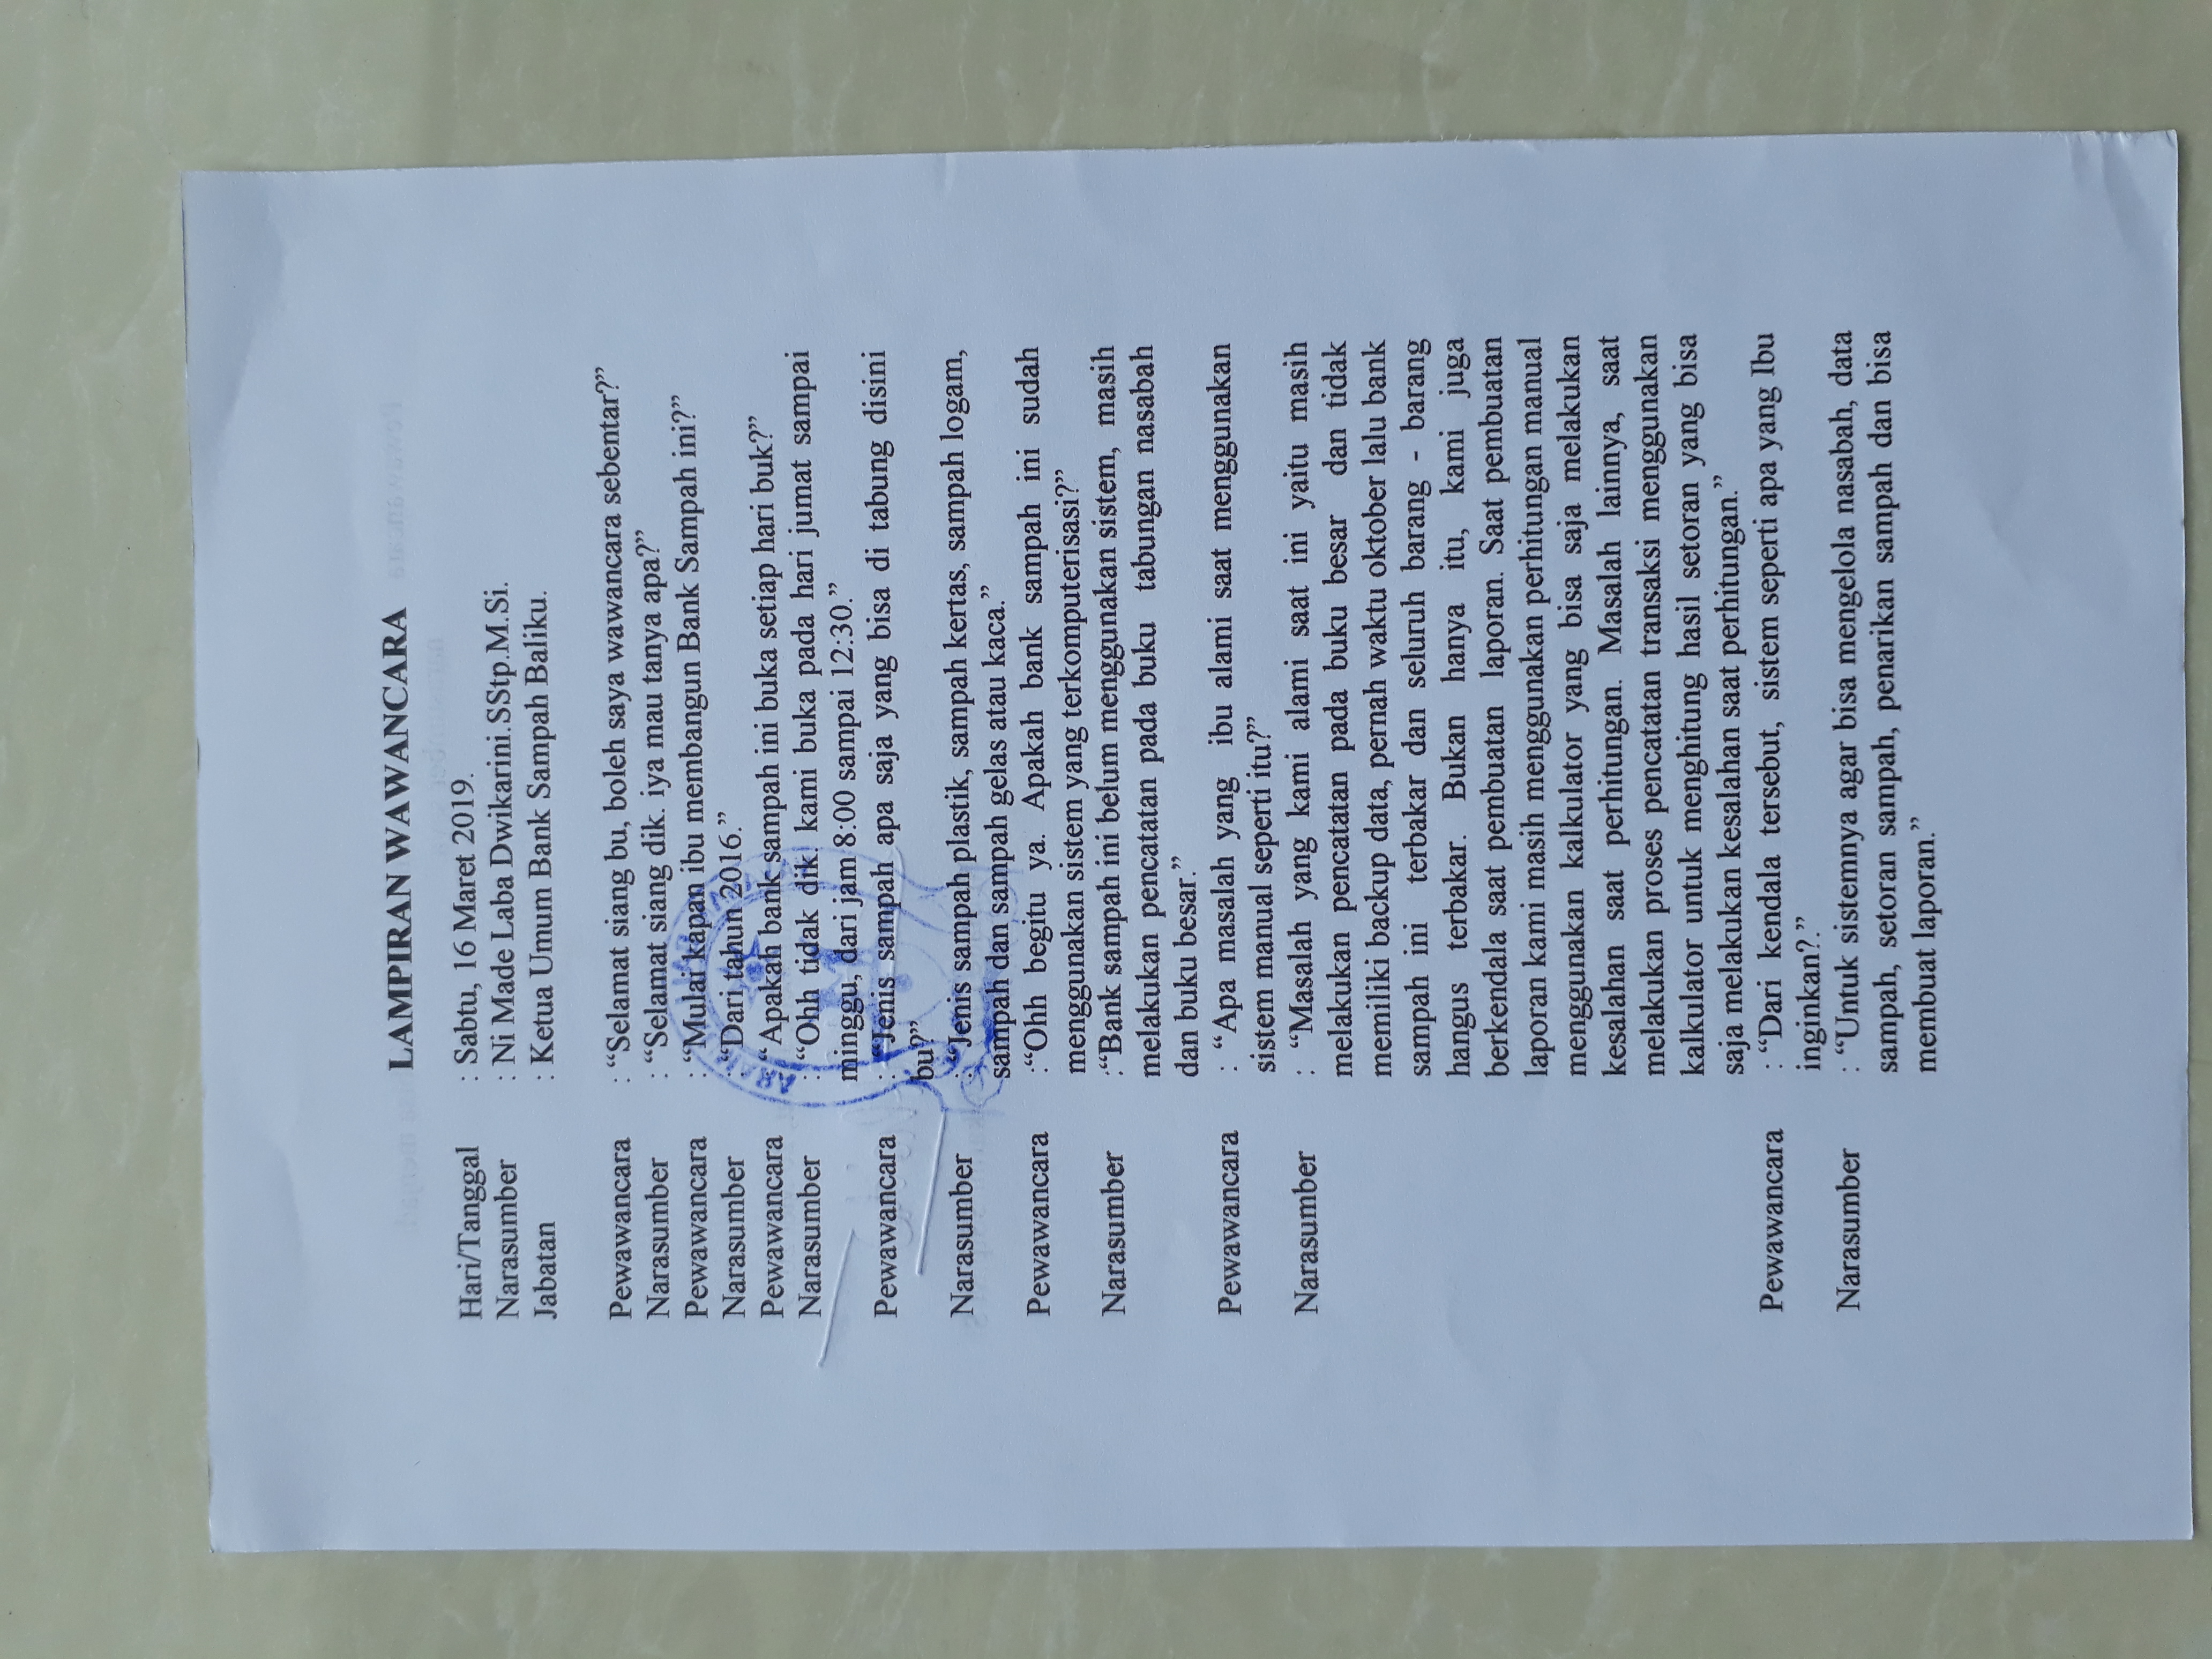 LAMPIRAN WAWANCARA
Hari/Tanggal : Sabtu, 16 Maret 2019.
Narasumber : Ni Made Laba Dwikarini.SStp.M.Si.
Jabatan : Ketua Umum Bank Sampah Baliku.
Pewawancara : “Selamat siang bu, boleh saya wawancara sebentar?”
Narasumber : “Selamat siang dik. iya mau tanya apa?”
Pewawancara : “Mulai kapan ibu membangun Bank Sampah ini?”
Narasumber : “Dari tahun 2016.”
Pewawancara : “Apakah bank sampah ini buka setiap hari buk?”
Narasumber : “Ohh tidak dik. kami buka pada hari jumat sampai
minggu, dari jam 8:00 sampai 12:30.”
Pewawancara : “Jenis sampah apa saja yang bisa di tabung disini
bu?”
Narasumber : “Jenis sampah plastik, sampah kertas, sampah logam,
sampah dan sampah gelas atau kaca.”
Pewawancara :“Ohh begitu ya. Apakah bank sampah ini sudah
menggunakan sistem yang terkomputerisasi?”
Narasumber :“Bank sampah ini belum menggunakan sistem, masih
melakukan pencatatan pada buku tabungan nasabah
dan buku besar.”
Pewawancara : “Apa masalah yang ibu alami saat menggunakan
sistem manual seperti itu?”
Narasumber : “Masalah yang kami alami saat ini yaitu masih
melakukan pencatatan pada buku besar dan tidak
memiliki backup data, pernah waktu oktober lalu bank
sampah ini terbakar dan seluruh barang - barang
hangus terbakar. Bukan hanya itu, kami juga
berkendala saat pembuatan laporan. Saat pembuatan
laporan kami masih menggunakan perhitungan manual
menggunakan kalkulator yang bisa saja melakukan
kesalahan saat perhitungan. Masalah lainnya, saat
melakukan proses pencatatan transaksi menggunakan
kalkulator untuk menghitung hasil setoran yang bisa
saja melakukan kesalahan saat perhitungan.”
Pewawancara : “Dari kendala tersebut, sistem seperti apa yang Ibu
inginkan?.”
Narasumber : “Untuk sistemnya agar bisa mengelola nasabah, data
sampah, setoran sampah, penarikan sampah dan bisa
membuat laporan.”